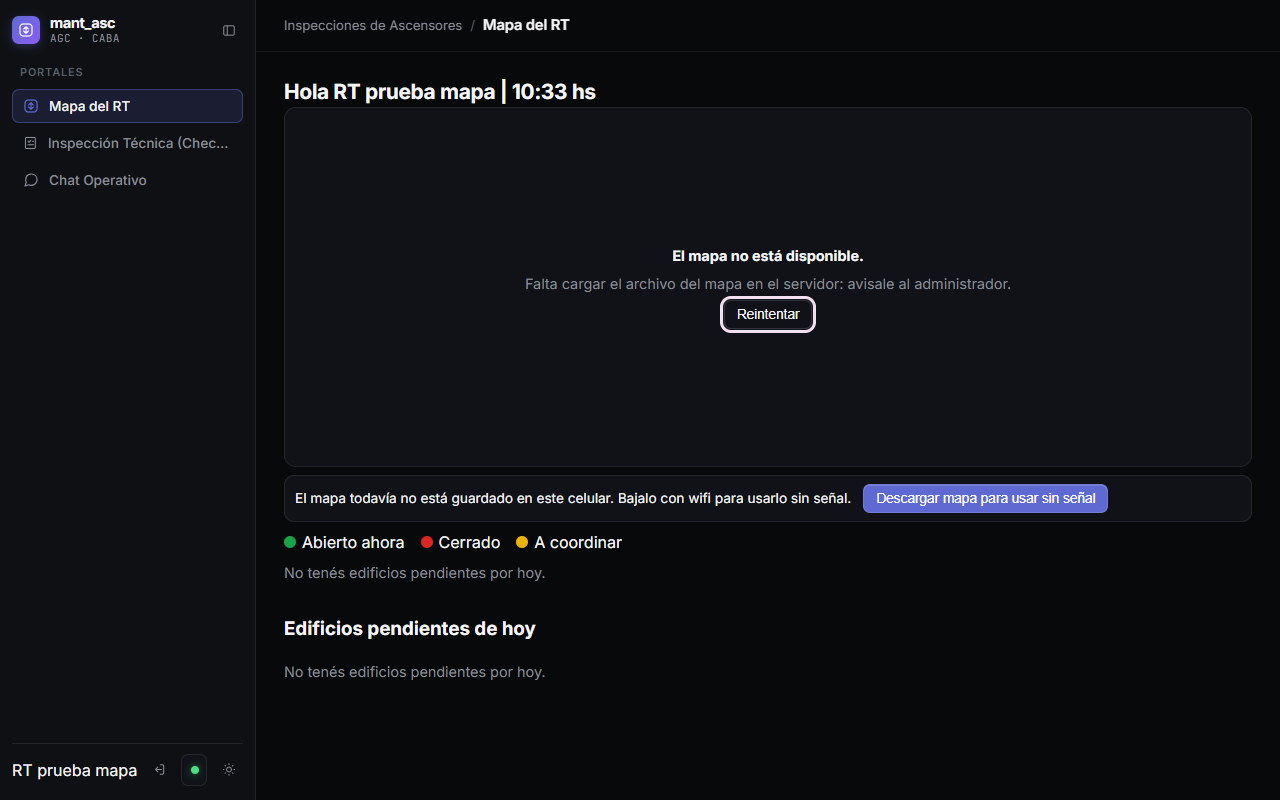 mant_asc
AGC · CABA
PORTALES
Mapa del RT
Inspección Técnica (Chec...
Chat Operativo
RT prueba mapa
Inspecciones de Ascensores / Mapa del RT
Hola RT prueba mapa | 10:33 hs
El mapa no está disponible.
Falta cargar el archivo del mapa en el servidor: avisale al administrador.
Reintentar
El mapa todavía no está guardado en este celular. Bajalo con wifi para usarlo sin señal. Descargar mapa para usar sin señal
Abierto ahora Cerrado A coordinar
No tenés edificios pendientes por hoy.
Edificios pendientes de hoy
No tenés edificios pendientes por hoy.